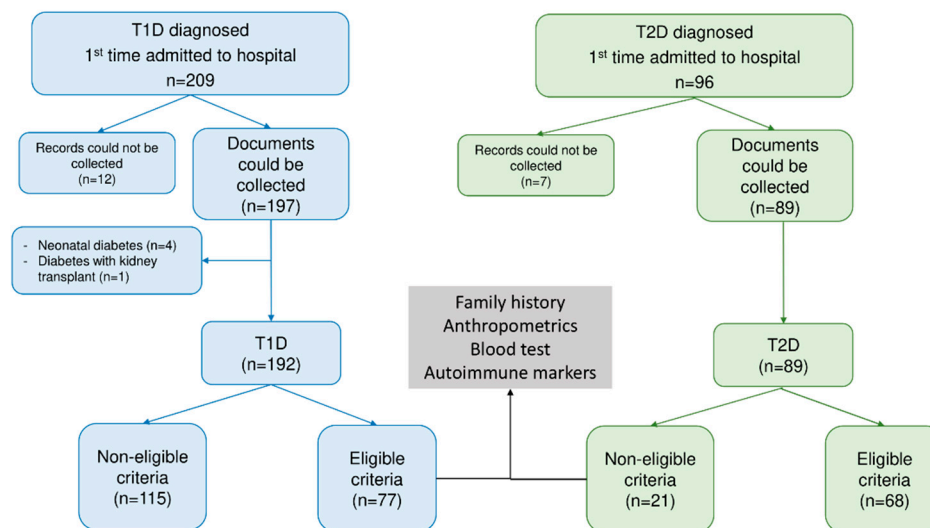 T1D diagnosed
1st time admitted to hospital
n=209
T2D diagnosed
1st time admitted to hospital
n=96
Records could not be
collected
(n=12)
Documents
could be
collected
(n=197)
Records could not be
collected
(n=7)
Documents
could be
collected
(n=89)
- Neonatal diabetes (n=4)
- Diabetes with kidney
transplant (n=1)
Family history
Anthropometrics
Blood test
Autoimmune markers
T1D
(n=192)
T2D
(n=89)
Non-eligible
criteria
(n=115)
Eligible
criteria
(n=77)
Non-eligible
criteria
(n=21)
Eligible
criteria
(n=68)